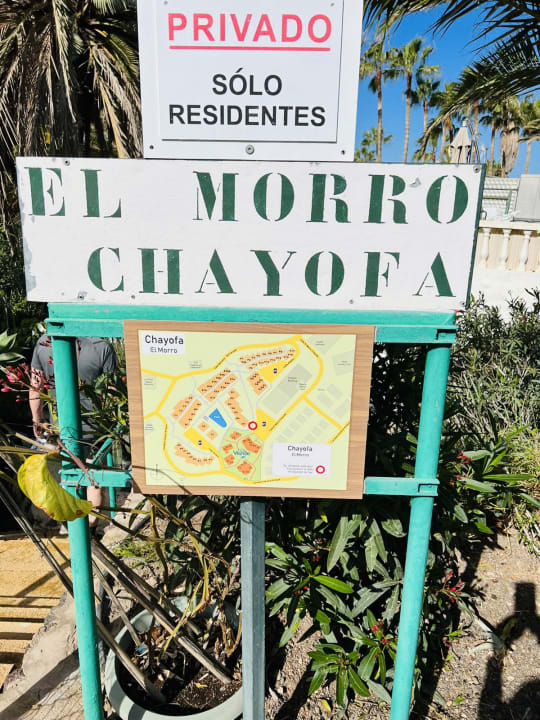 PRIVADO
SÓLO
RESIDENTES
EL MORRO
CHAYOFA
Chayofa
El Morro
Chayofa
El Morro